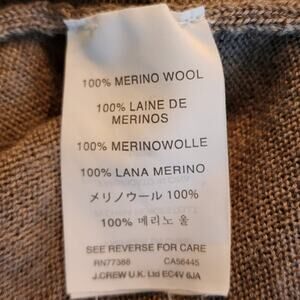 100% MERINO WOOL
100% LAINE DE
MERINOS
100% MERINOWOLLE
100% LANA MERINO
メリノウール 100%
100% 메리노 울
SEE REVERSE FOR CARE
RN77388 CA56445
J.CREW U.K. Ltd EC4V 6JA